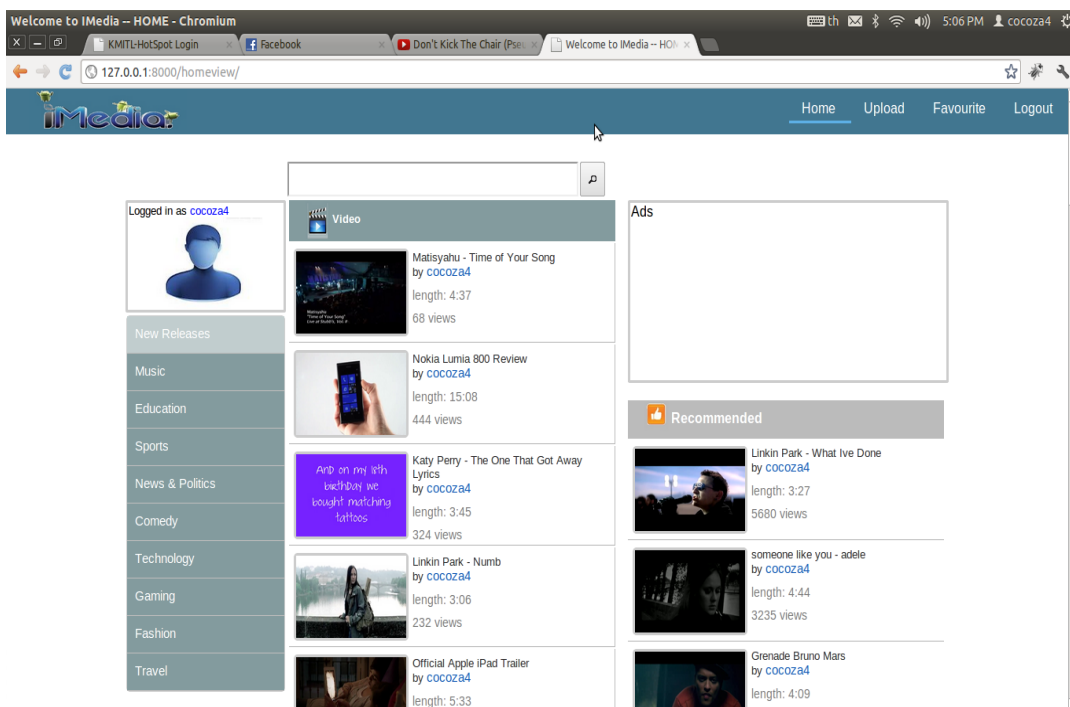 Welcome to IMedia -- HOME - Chromium
th
5:06 PM
cocoza4
KMITL-HotSpot Login
Facebook
Don't Kick The Chair (Pseu
Welcome to IMedia -- HOM
127.0.0.1:8000/homeview/
iMedia
Home
Upload
Favourite
Logout
Logged in as cocoza4
New Releases
Music
Education
Sports
News & Politics
Comedy
Technology
Gaming
Fashion
Travel
Video
Matisyahu
"Time of Your Song"
Matisyahu - Time of Your Song
by cocoza4
length: 4:37
68 views
Nokia Lumia 800 Review
by cocoza4
length: 15:08
444 views
And on my 18th
birthday we
bought matching
tattoos
Katy Perry - The One That Got Away
Lyrics
by cocoza4
length: 3:45
324 views
Linkin Park - Numb
by cocoza4
length: 3:06
232 views
Official Apple iPad Trailer
by cocoza4
length: 5:33
Ads
Recommended
Linkin Park - What Ive Done
by cocoza4
length: 3:27
5680 views
someone like you - adele
by cocoza4
length: 4:44
3235 views
Grenade Bruno Mars
by cocoza4
length: 4:09